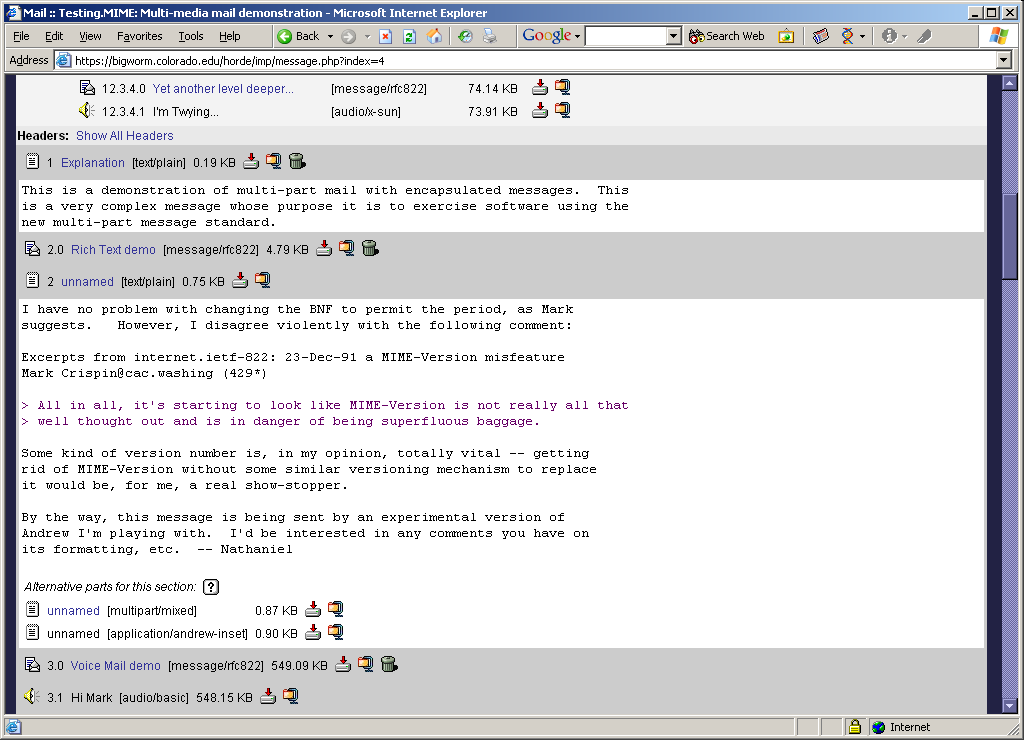 Mail :: Testing.MIME: Multi-media mail demonstration - Microsoft Internet Explorer
File Edit View Favorites Tools Help Back Google Search Web
Address https://bigworm.colorado.edu/horde/imp/message.php?index=4
12.3.4.0 Yet another level deeper... [message/rfc822] 74.14 KB
12.3.4.1 I'm Twying... [audio/x-sun] 73.91 KB
Headers: Show All Headers
1 Explanation [text/plain] 0.19 KB
This is a demonstration of multi-part mail with encapsulated messages. This
is a very complex message whose purpose it is to exercise software using the
new multi-part message standard.
2.0 Rich Text demo [message/rfc822] 4.79 KB
2 unnamed [text/plain] 0.75 KB
I have no problem with changing the BNF to permit the period, as Mark
suggests. However, I disagree violently with the following comment:
Excerpts from internet.ietf-822: 23-Dec-91 a MIME-Version misfeature
Mark Crispin@cac.washing (429*)
> All in all, it's starting to look like MIME-Version is not really all that
> well thought out and is in danger of being superfluous baggage.
Some kind of version number is, in my opinion, totally vital -- getting
rid of MIME-Version without some similar versioning mechanism to replace
it would be, for me, a real show-stopper.
By the way, this message is being sent by an experimental version of
Andrew I'm playing with. I'd be interested in any comments you have on
its formatting, etc. -- Nathaniel
Alternative parts for this section: ?
unnamed [multipart/mixed] 0.87 KB
unnamed [application/andrew-inset] 0.90 KB
3.0 Voice Mail demo [message/rfc822] 549.09 KB
3.1 Hi Mark [audio/basic] 548.15 KB
Internet